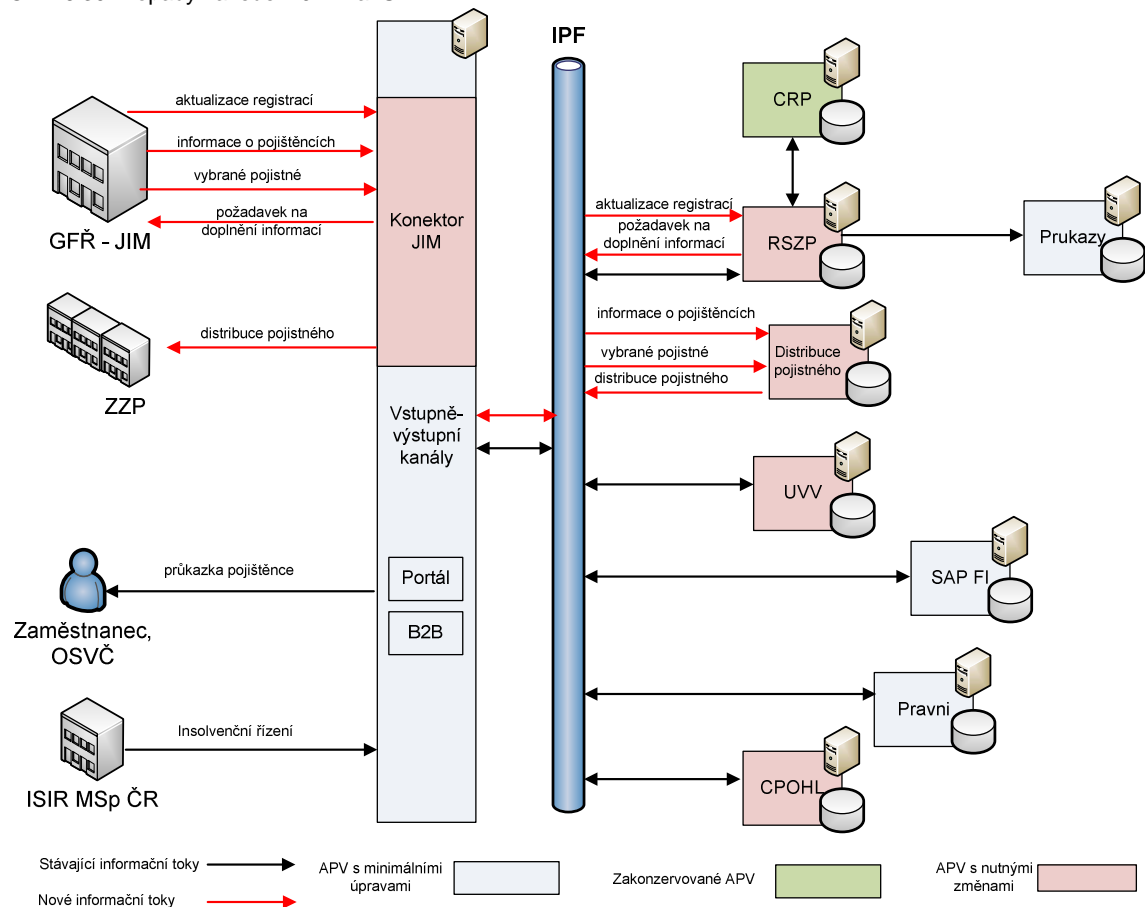 IPF
aktualizace registrací
informace o pojištěncích
vybrané pojistné
požadavek na
doplnění informací
GFŘ - JIM
Konektor
JIM
distribuce pojistného
ZZP
Vstupně-
výstupní
kanály
průkazka pojištěnce
Portál
B2B
Zaměstnanec,
OSVČ
Insolvenční řízení
ISIR MSp ČR
CRP
aktualizace registrací
požadavek na
doplnění informací
RSZP
Prukazy
informace o pojištěncích
vybrané pojistné
distribuce pojistného
Distribuce
pojistného
UVV
SAP FI
Pravni
CPOHL
Stávající informační toky
Nové informační toky
APV s minimálními
úpravami
Zakonzervované APV
APV s nutnými
změnami